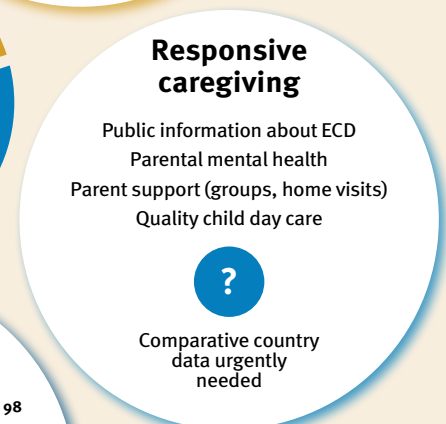 Responsive
caregiving
Public information about ECD
Parental mental health
Parent support (groups, home visits)
Quality child day care
?
Comparative country
data urgently
needed
98